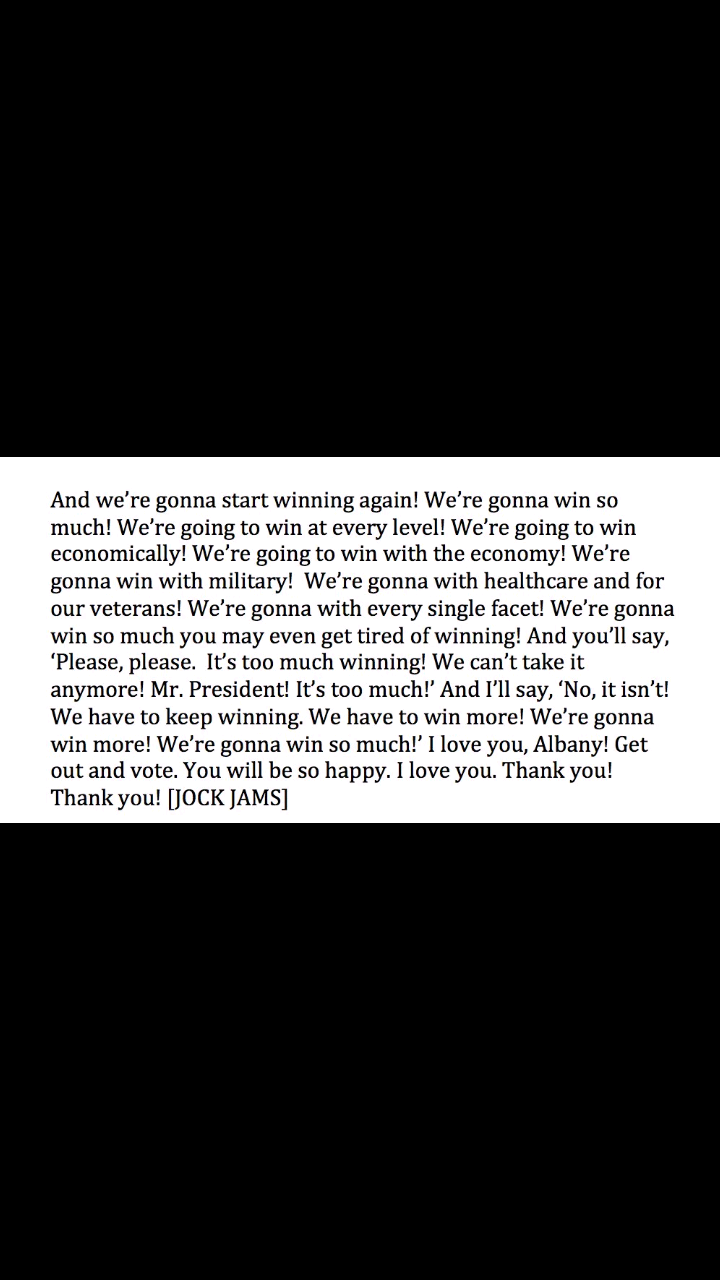 And we’re gonna start winning again! We’re gonna win so
much! We’re going to win at every level! We’re going to win
economically! We’re going to win with the economy! We’re
gonna win with military!  We’re gonna with healthcare and for
our veterans! We’re gonna with every single facet! We’re gonna
win so much you may even get tired of winning! And you’ll say,
‘Please, please.  It’s too much winning! We can’t take it
anymore! Mr. President! It’s too much!’ And I’ll say, ‘No, it isn’t!
We have to keep winning. We have to win more! We’re gonna
win more! We’re gonna win so much!’ I love you, Albany! Get
out and vote. You will be so happy. I love you. Thank you!
Thank you! [JOCK JAMS]